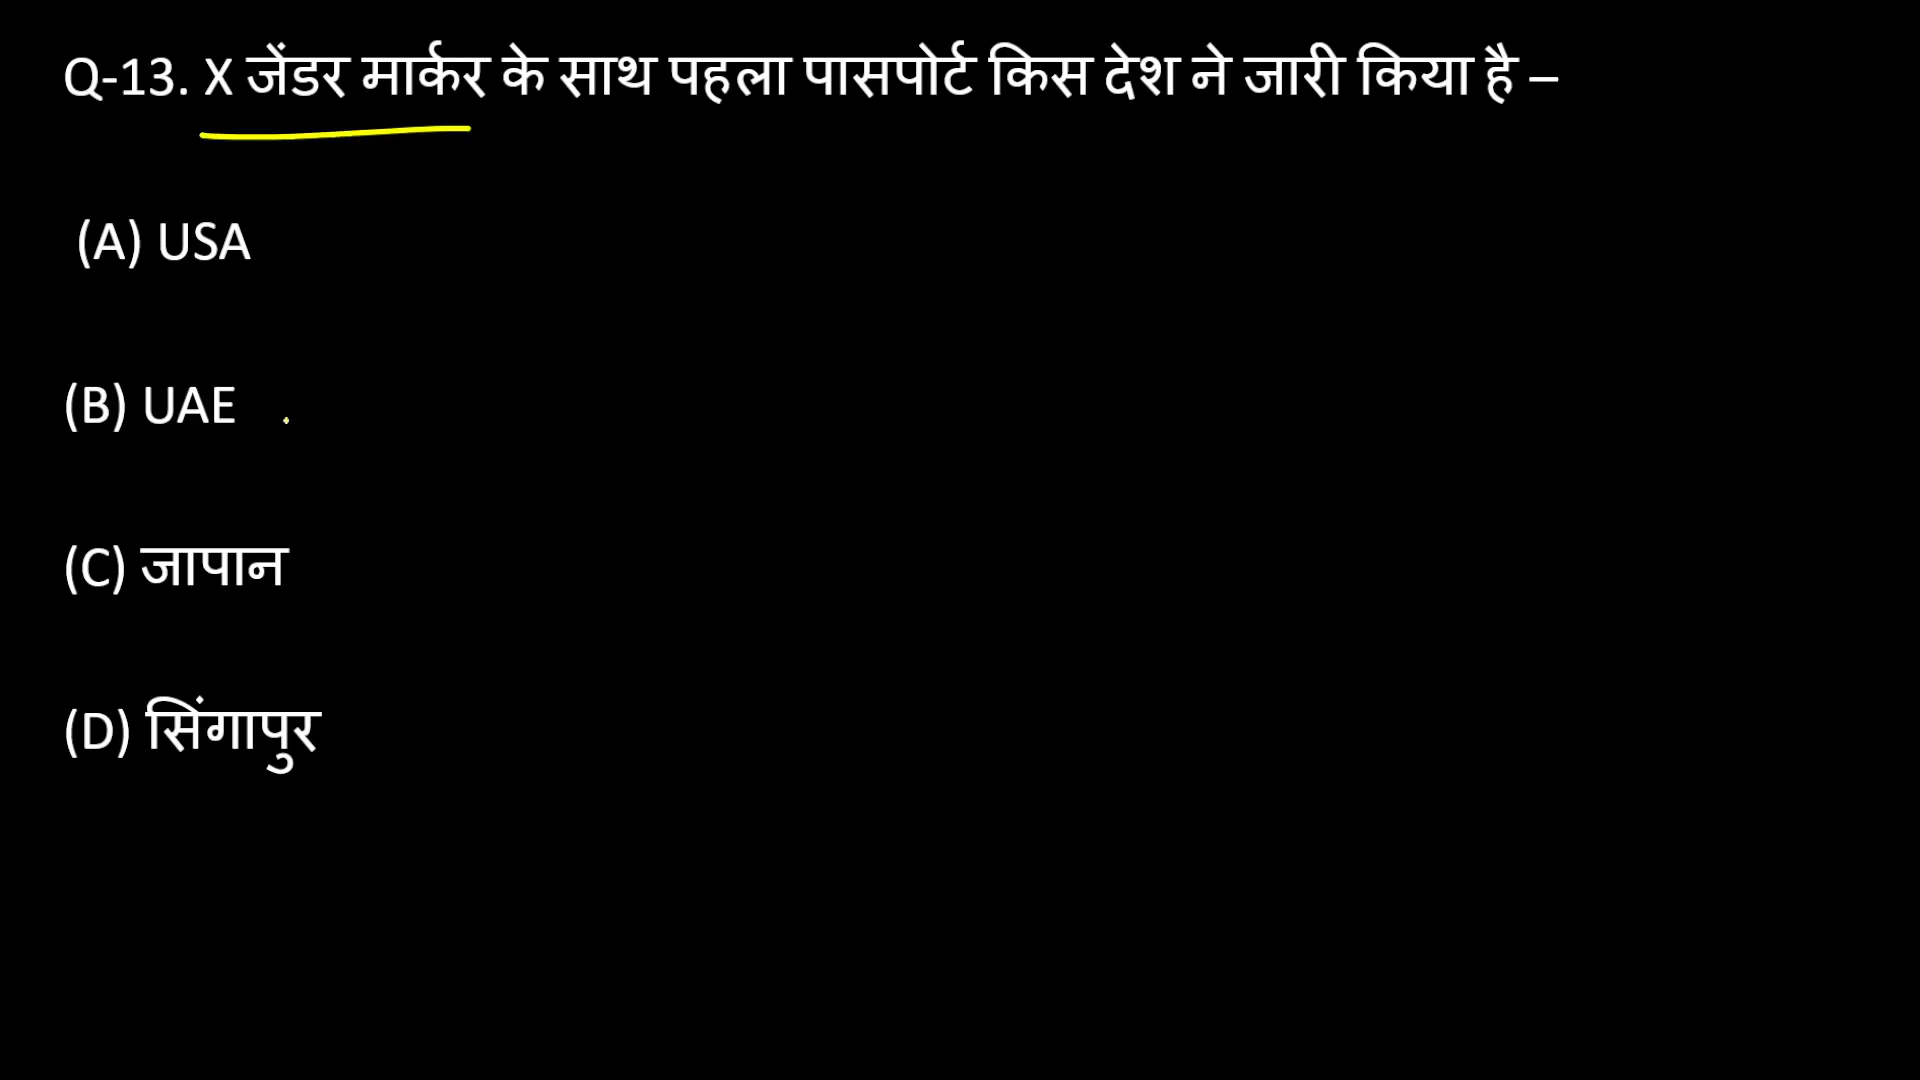 Q-13. X जेंडर मार्कर के साथ पहला पासपोर्ट किस देश ने जारी किया है –
(A) USA
(B) UAE
(C) जापान
(D) सिंगापुर